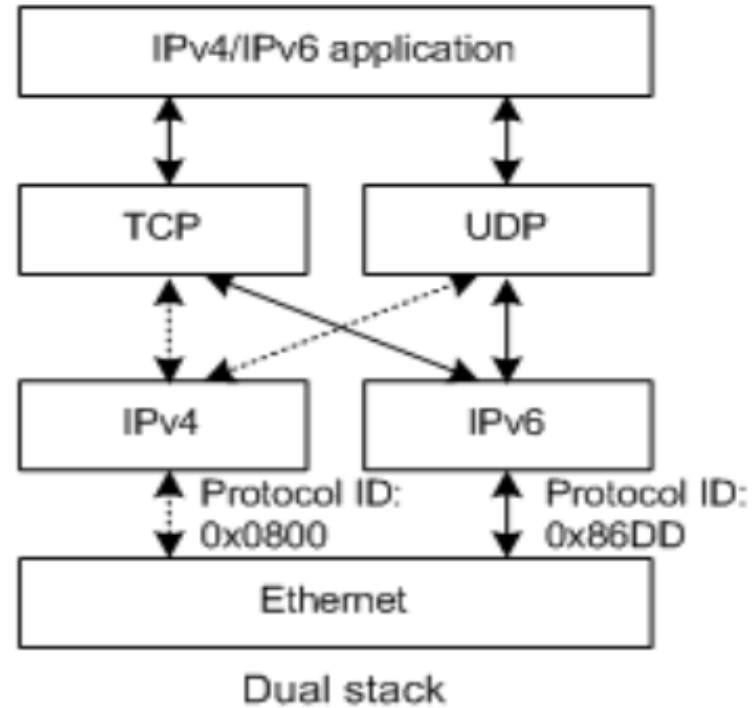 IPv4/IPv6 application
TCP
UDP
IPv4
IPv6
Protocol ID:
0x0800
Protocol ID:
0x86DD
Ethernet
Dual stack